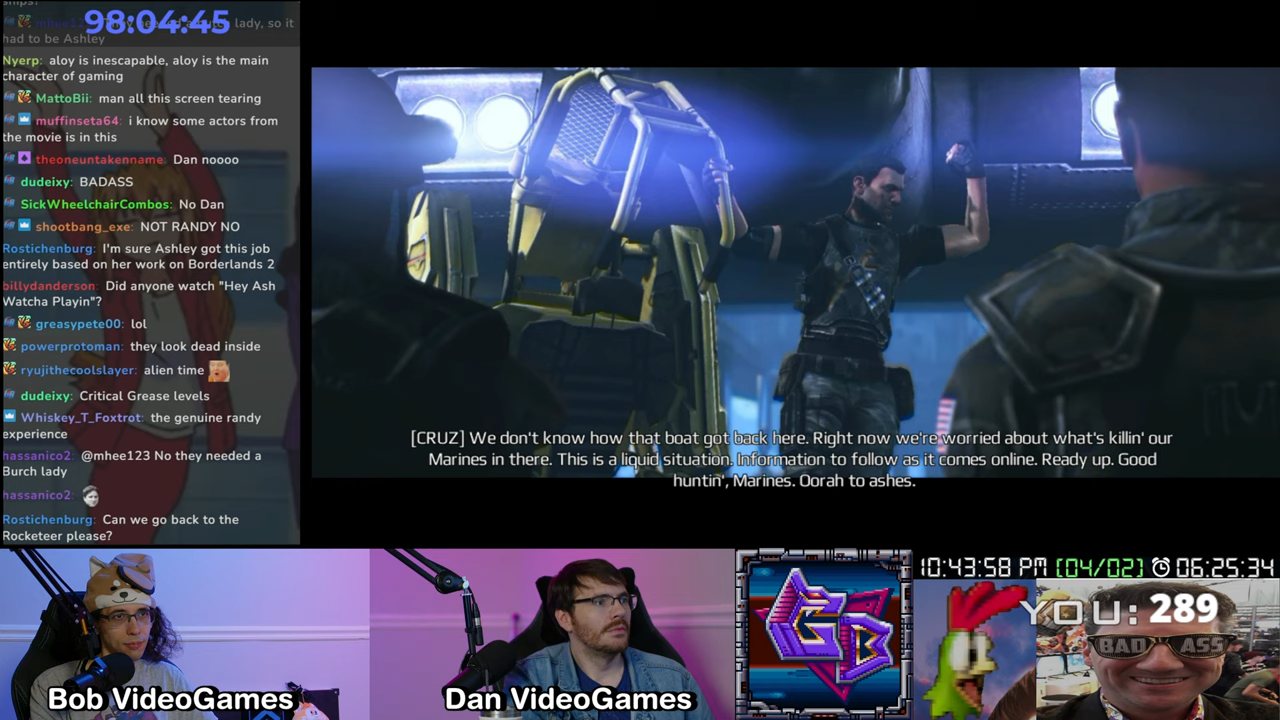 ships?
98:04:45
lady, so it
had to be Ashley
Nyerp: aloy is inescapable, aloy is the main
character of gaming
MattoBii: man all this screen tearing
muffinseta64: i know some actors from
the movie is in this
theoneuntakenname: Dan noooo
dudeixy: BADASS
SickWheelchairCombos: No Dan
shootbang_exe: NOT RANDY NO
Rostichenburg: I'm sure Ashley got this job
entirely based on her work on Borderlands 2
billydanderson: Did anyone watch "Hey Ash
Watcha Playin"?
greasypete00: lol
powerprotoman: they look dead inside
ryujithecoolslayer: alien time
dudeixy: Critical Grease levels
Whiskey_T_Foxtrot: the genuine randy
experience
hassanico2: @mhee123 No they needed a
Burch lady
hassanico2:
Rostichenburg: Can we go back to the
Rocketeer please?
[CRUZ] We don't know how that boat got back here. Right now we're worried about what's killin' our
Marines in there. This is a liquid situation. Information to follow as it comes online. Ready up. Good
huntin', Marines. Oorah to ashes.
Bob VideoGames
Dan VideoGames
GB
10:43:58 PM [04/02] 06:25:34
YOU: 289
BAD ASS